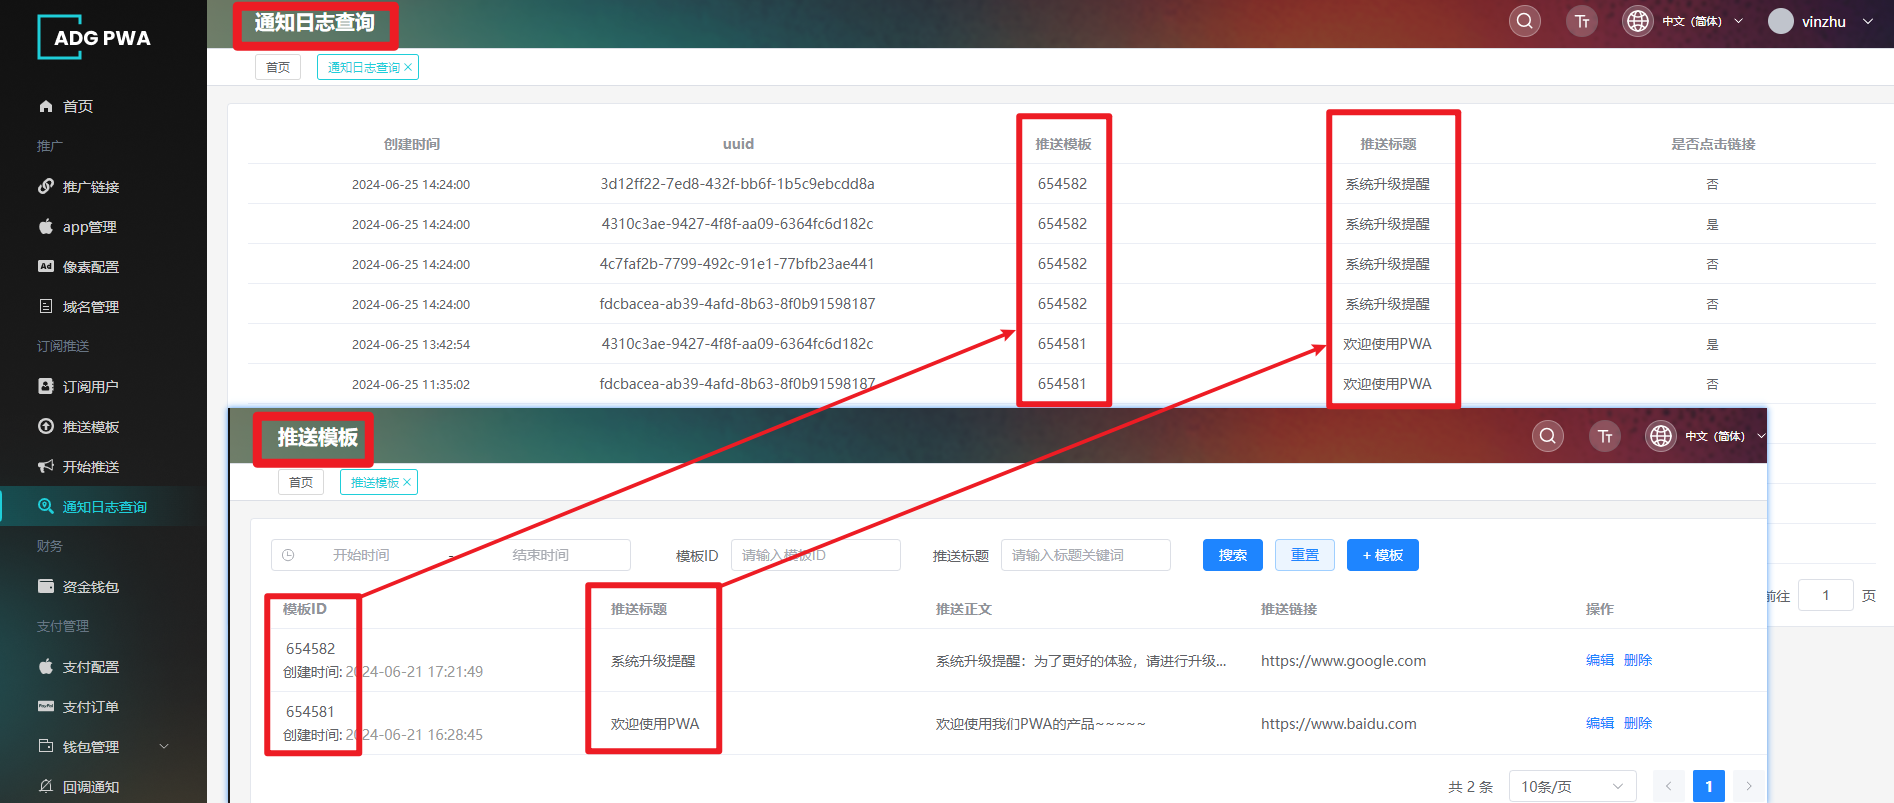 ADG PWA
首页
推广
推广链接
app管理
像素配置
域名管理
订阅推送
订阅用户
推送模板
开始推送
通知日志查询
财务
资金钱包
支付管理
支付配置
支付订单
钱包管理
回调通知
通知日志查询
中文（简体） vinzhu
首页 通知日志查询
创建时间 uuid 推送模板 推送标题 是否点击链接
2024-06-25 14:24:00 3d12ff22-7ed8-432f-bb6f-1b5c9ebcdd8a 654582 系统升级提醒 否
2024-06-25 14:24:00 4310c3ae-9427-4f8f-aa09-6364fc6d182c 654582 系统升级提醒 是
2024-06-25 14:24:00 4c7faf2b-7799-492c-91e1-77bfb23ae441 654582 系统升级提醒 否
2024-06-25 14:24:00 fdcbacea-ab39-4afd-8b63-8f0b91598187 654582 系统升级提醒 否
2024-06-25 13:42:54 4310c3ae-9427-4f8f-aa09-6364fc6d182c 654581 欢迎使用PWA 是
2024-06-25 11:35:02 fdcbacea-ab39-4afd-8b63-8f0b91598187 654581 欢迎使用PWA 否
前往 1 页
推送模板
中文（简体）
首页 推送模板
开始时间 - 结束时间 模板ID 请输入模板ID 推送标题 请输入标题关键词 搜索 重置 + 模板
模板ID 推送标题 推送正文 推送链接 操作
654582
创建时间: 2024-06-21 17:21:49 系统升级提醒 系统升级提醒：为了更好的体验，请进行升级... https://www.google.com 编辑 删除
654581
创建时间: 2024-06-21 16:28:45 欢迎使用PWA 欢迎使用我们PWA的产品~~~~~ https://www.baidu.com 编辑 删除
共 2 条 10条/页 1